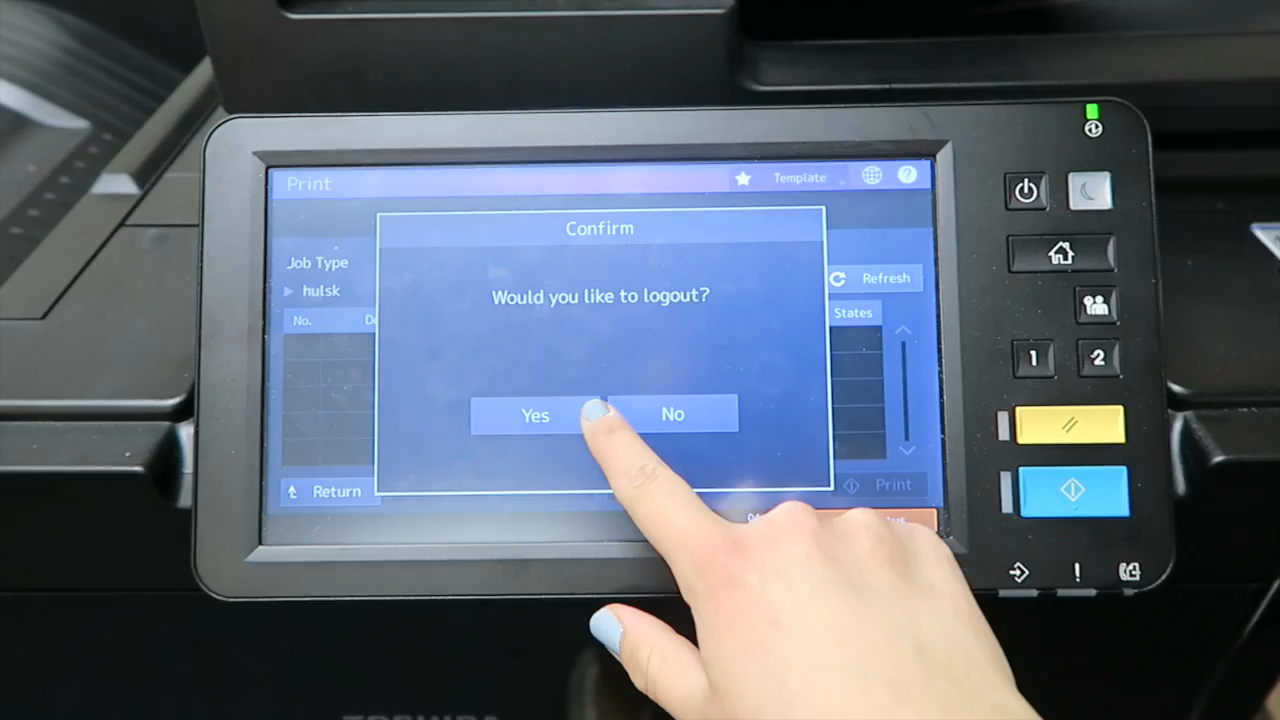 Print
Template
?
Confirm
Job Type
hulsk
Would you like to logout?
Refresh
No.
States
Yes
No
Return
Print
1
2